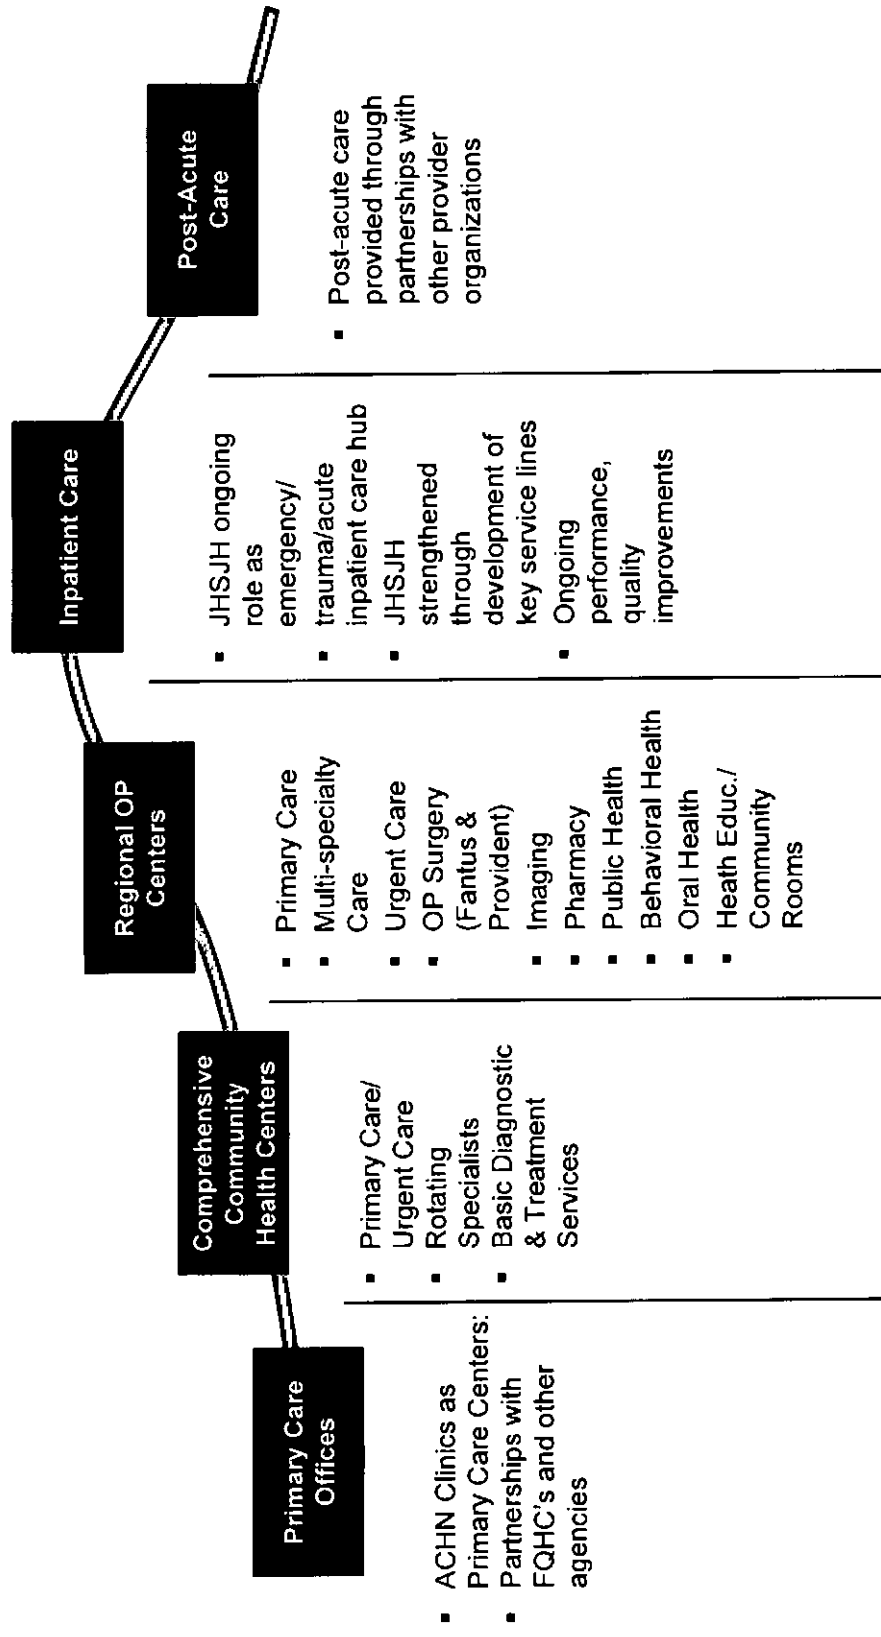 Primary Care
Offices
ACHN Clinics as
Primary Care Centers:
Partnerships with
FQHC's and other
agencies
Comprehensive
Community
Health Centers
Primary Care/
Urgent Care
Rotating
Specialists
Basic Diagnostic
& Treatment
Services
Regional OP
Centers
Primary Care
Multi-specialty
Care
Urgent Care
OP Surgery
(Fantus &
Provident)
Imaging
Pharmacy
Public Health
Behavioral Health
Oral Health
Heath Educ./
Community
Rooms
Inpatient Care
JHSJH ongoing
role as
emergency/
trauma/acute
inpatient care hub
JHSJH
strengthened
through
development of
key service lines
Ongoing
performance,
quality
improvements
Post-Acute
Care
Post-acute care
provided through
partnerships with
other provider
organizations